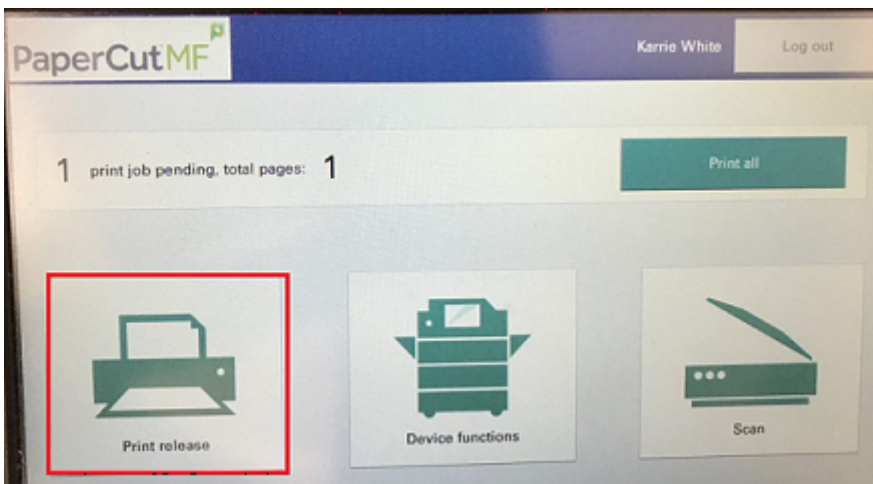 PaperCutMF
Karrie White
Log out
1 print job pending, total pages: 1
Print all
Print release
Device functions
Scan